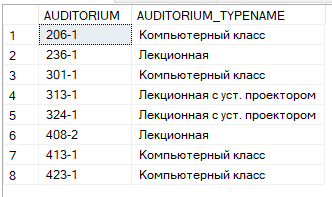 AUDITORIUM AUDITORIUM_TYPENAME
1 206-1 Компьютерный класс
2 236-1 Лекционная
3 301-1 Компьютерный класс
4 313-1 Лекционная с уст. проектором
5 324-1 Лекционная с уст. проектором
6 408-2 Лекционная
7 413-1 Компьютерный класс
8 423-1 Компьютерный класс